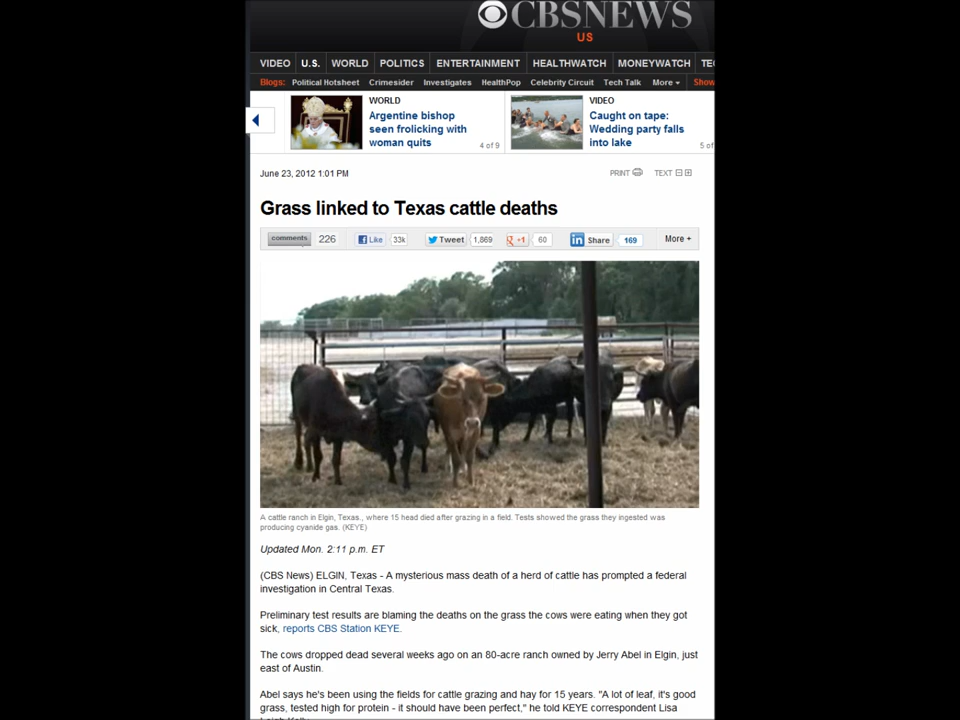 CBSNEWS
US
VIDEO U.S. WORLD POLITICS ENTERTAINMENT HEALTHWATCH MONEYWATCH TE
Blogs: Political Hotsheet Crimesider Investigates HealthPop Celebrity Circuit Tech Talk More Show
WORLD
Argentine bishop
seen frolicking with
woman quits
4 of 9
VIDEO
Caught on tape:
Wedding party falls
into lake
5 of
June 23, 2012 1:01 PM
PRINT TEXT
Grass linked to Texas cattle deaths
comments 226 Like 33k Tweet 1,869 +1 60 in Share 169 More +
A cattle ranch in Elgin, Texas., where 15 head died after grazing in a field. Tests showed the grass they ingested was
producing cyanide gas. (KEYE)
Updated Mon. 2:11 p.m. ET
(CBS News) ELGIN, Texas - A mysterious mass death of a herd of cattle has prompted a federal
investigation in Central Texas.
Preliminary test results are blaming the deaths on the grass the cows were eating when they got
sick, reports CBS Station KEYE.
The cows dropped dead several weeks ago on an 80-acre ranch owned by Jerry Abel in Elgin, just
east of Austin.
Abel says he's been using the fields for cattle grazing and hay for 15 years. "A lot of leaf, it's good
grass, tested high for protein - it should have been perfect," he told KEYE correspondent Lisa